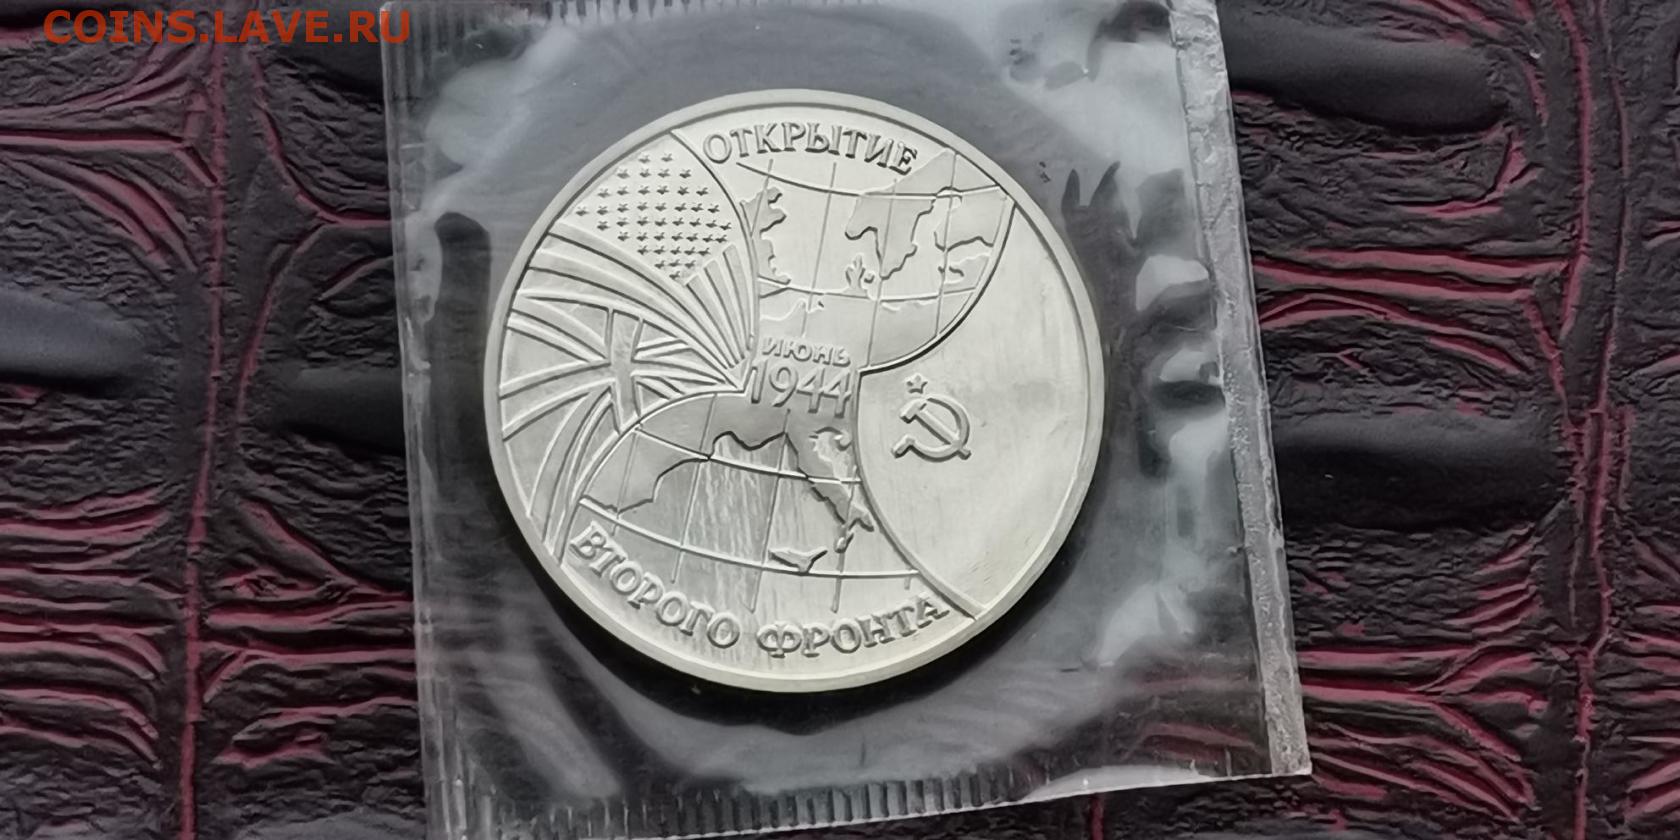 COINS.LAVE.RU
ОТКРЫТИЕ
ИЮНЬ
1944
ВТОРОГО ФРОНТА